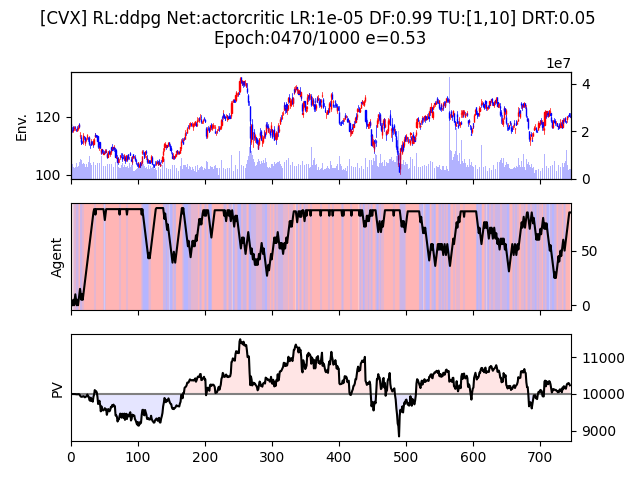 [CVX] RL:ddpg Net:actorcritic LR:1e-05 DF:0.99 TU:[1,10] DRT:0.05
Epoch:0470/1000 e=0.53
1e7
Env.
120
100
4
2
0
Agent
50
0
PV
11000
10000
9000
0 100 200 300 400 500 600 700